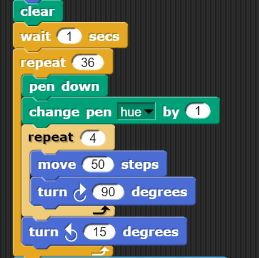 clear
wait 1 secs
repeat 36
pen down
change pen hue by 1
repeat 4
move 50 steps
turn 90 degrees
turn 15 degrees